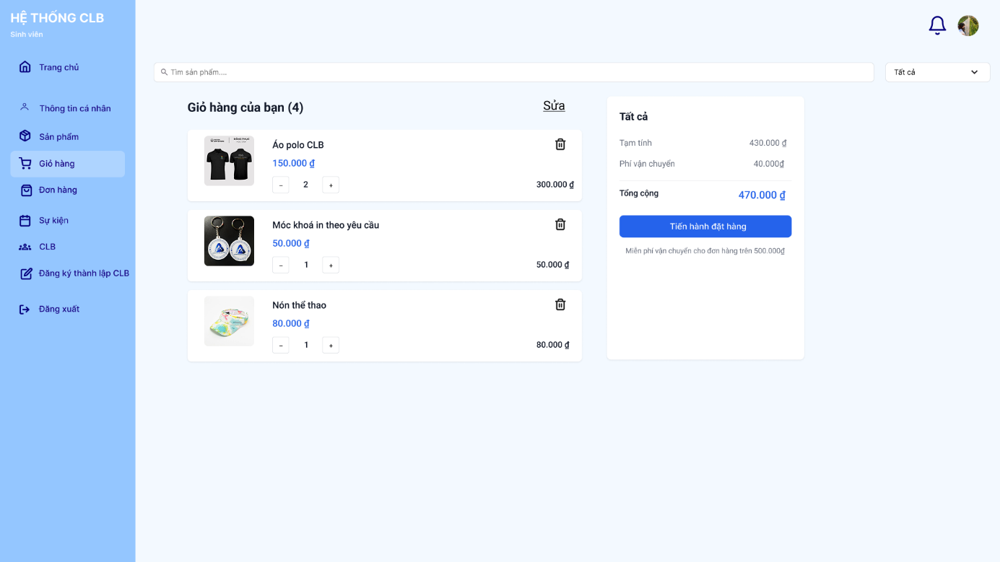 HỆ THỐNG CLB
Sinh viên
Trang chủ
Thông tin cá nhân
Sản phẩm
Giỏ hàng
Đơn hàng
Sự kiện
CLB
Đăng ký thành lập CLB
Đăng xuất
Tìm sản phẩm....
Tất cả
Giỏ hàng của bạn (4)
Sửa
ĐỒNG PHỤC
Áo polo CLB
150.000 ₫
- 2 +
300.000 ₫
Móc khoá in theo yêu cầu
50.000 ₫
- 1 +
50.000 ₫
Nón thể thao
80.000 ₫
- 1 +
80.000 ₫
Tất cả
Tạm tính 430.000 ₫
Phí vận chuyển 40.000₫
Tổng cộng 470.000 ₫
Tiến hành đặt hàng
Miễn phí vận chuyển cho đơn hàng trên 500.000₫